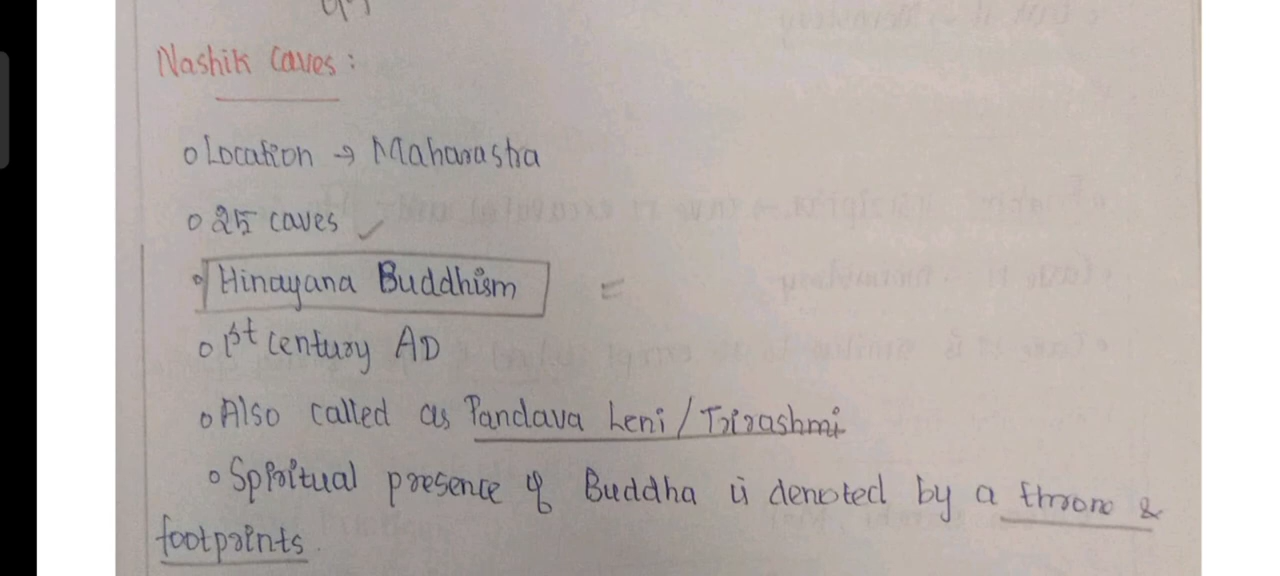 Nashik Caves :
o Location → Maharastra
o 25 caves ✓
o Hinayana Buddhism =
o 1st century AD
o Also called as Pandava Leni / Trirashmi
o Spiritual presence of Buddha is denoted by a throne &
footprints.